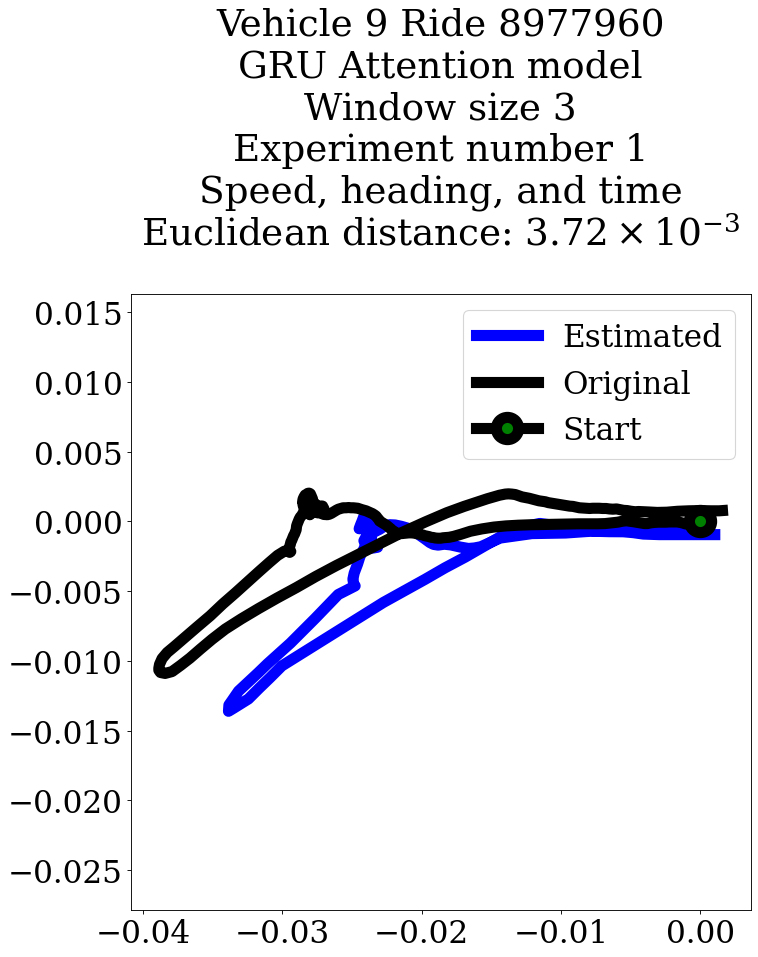 Vehicle 9 Ride 8977960
GRU Attention model
Window size 3
Experiment number 1
Speed, heading, and time
Euclidean distance: 3.72 × 10⁻³
Estimated
Original
Start
0.015
0.010
0.005
0.000
−0.005
−0.010
−0.015
−0.020
−0.025
−0.04 −0.03 −0.02 −0.01 0.00